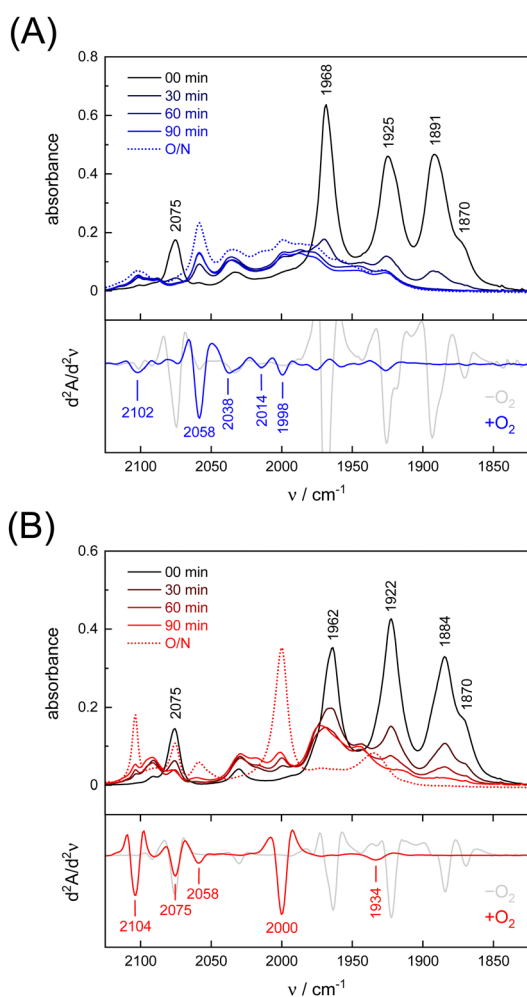 (A)
0.8
0.6
0.4
0.2
0
absorbance
00 min
30 min
60 min
90 min
O/N
2075
1968
1925
1891
1870
d²A/d²ν
2102
2058
2038
2014
1998
−O₂
+O₂
2100 2050 2000 1950 1900 1850
ν / cm⁻¹
(B)
0.6
0.4
0.2
0
absorbance
00 min
30 min
60 min
90 min
O/N
2075
1962
1922
1884
1870
d²A/d²ν
2104
2075
2058
2000
1934
−O₂
+O₂
2100 2050 2000 1950 1900 1850
ν / cm⁻¹